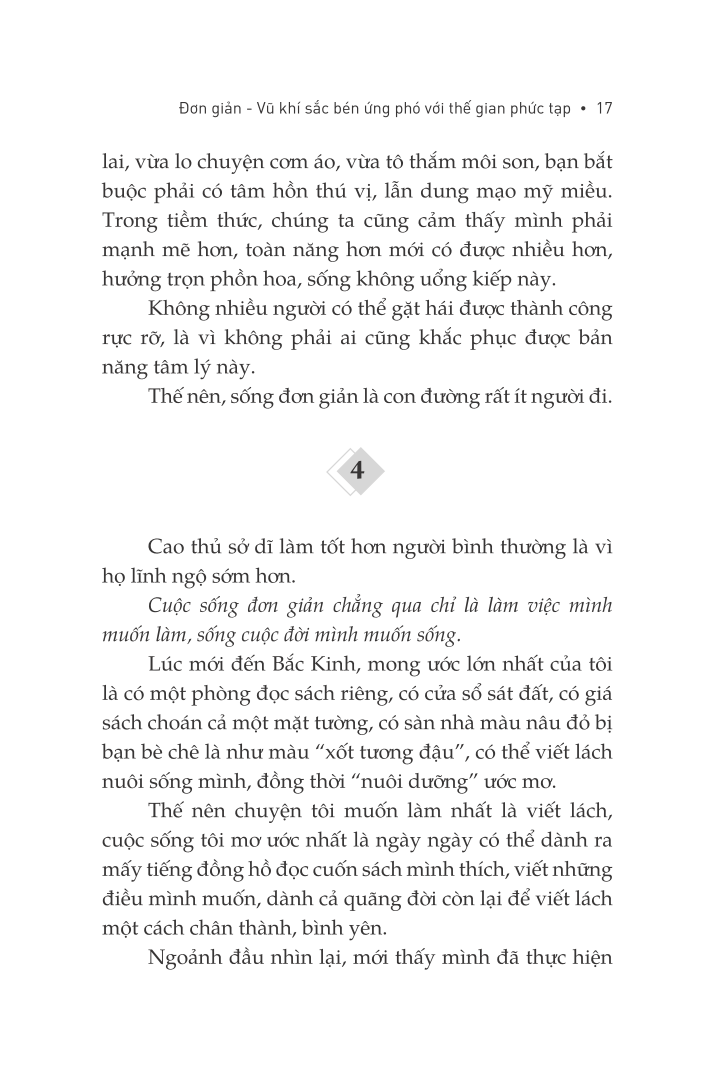 Đơn giản - Vũ khí sắc bén ứng phó với thế gian phức tạp • 17
lai, vừa lo chuyện cơm áo, vừa tô thắm môi son, bạn bắt
buộc phải có tâm hồn thú vị, lẫn dung mạo mỹ miều.
Trong tiềm thức, chúng ta cũng cảm thấy mình phải
mạnh mẽ hơn, toàn năng hơn mới có được nhiều hơn,
hưởng trọn phồn hoa, sống không uổng kiếp này.
Không nhiều người có thể gặt hái được thành công
rực rỡ, là vì không phải ai cũng khắc phục được bản
năng tâm lý này.
Thế nên, sống đơn giản là con đường rất ít người đi.
4
Cao thủ sở dĩ làm tốt hơn người bình thường là vì
họ lĩnh ngộ sớm hơn.
Cuộc sống đơn giản chẳng qua chỉ là làm việc mình
muốn làm, sống cuộc đời mình muốn sống.
Lúc mới đến Bắc Kinh, mong ước lớn nhất của tôi
là có một phòng đọc sách riêng, có cửa sổ sát đất, có giá
sách choán cả một mặt tường, có sàn nhà màu nâu đỏ bị
bạn bè chê là như màu “xốt tương đậu”, có thể viết lách
nuôi sống mình, đồng thời “nuôi dưỡng” ước mơ.
Thế nên chuyện tôi muốn làm nhất là viết lách,
cuộc sống tôi mơ ước nhất là ngày ngày có thể dành ra
mấy tiếng đồng hồ đọc cuốn sách mình thích, viết những
điều mình muốn, dành cả quãng đời còn lại để viết lách
một cách chân thành, bình yên.
Ngoảnh đầu nhìn lại, mới thấy mình đã thực hiện